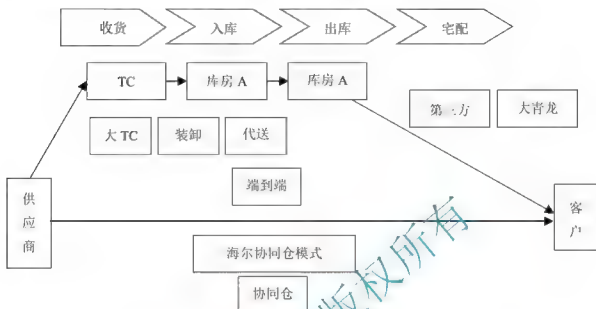 收货 入库 出库 宅配
TC 库房 A 库房 A
第三方 大青龙
大 TC 装卸 代送
端到端
供应商
客户
海尔协同仓模式
协同仓
版权所有